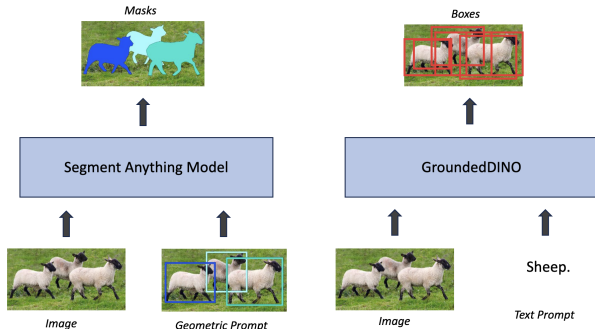 Masks
Boxes
Segment Anything Model
GroundedDINO
Sheep.
Image
Geometric Prompt
Image
Text Prompt